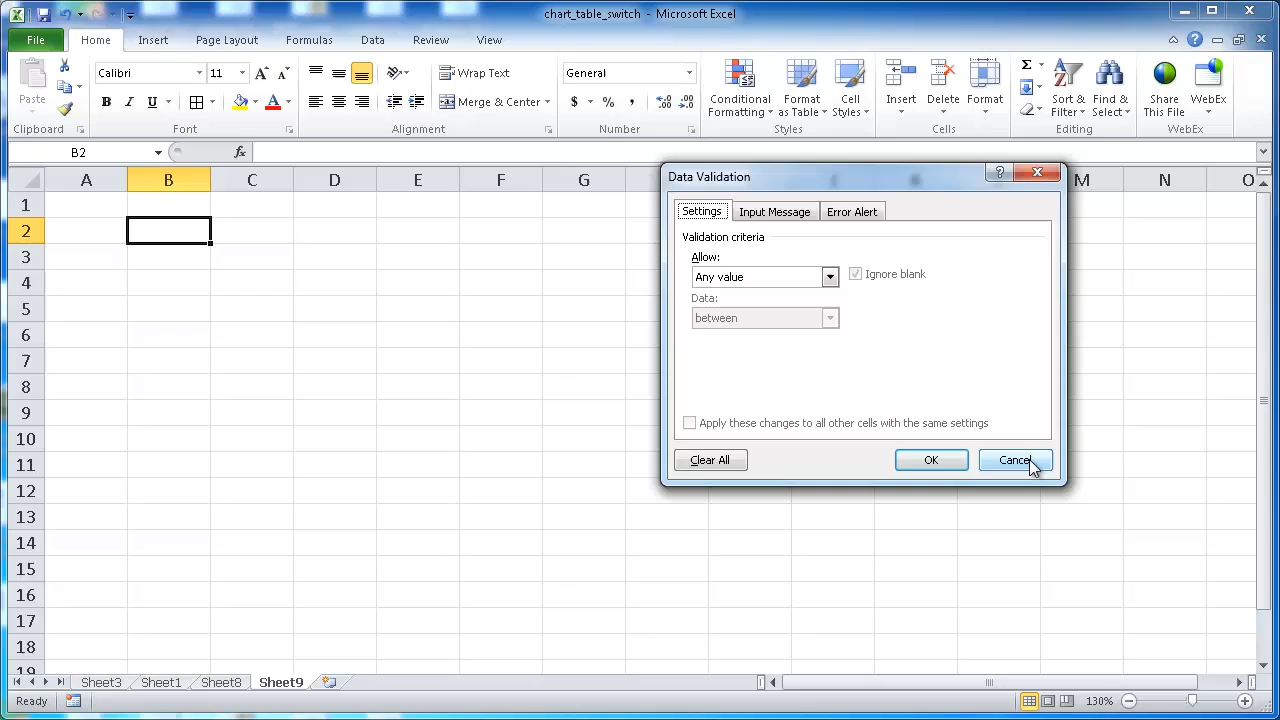 chart_table_switch - Microsoft Excel
File Home Insert Page Layout Formulas Data Review View
Paste
Calibri 11
B I U A
Wrap Text
Merge & Center
General
$ % ,
Conditional Formatting
Format as Table
Cell Styles
Insert Delete Format
Sort & Filter
Find & Select
Share This File
WebEx
Clipboard Font Alignment Number Styles Cells Editing WebEx
B2 fx
A B C D E F G M N O
1
2
3
4
5
6
7
8
9
10
11
12
13
14
15
16
17
18
19
Data Validation
Settings Input Message Error Alert
Validation criteria
Allow:
Any value Ignore blank
Data:
between
Apply these changes to all other cells with the same settings
Clear All OK Cancel
Sheet3 Sheet1 Sheet8 Sheet9
Ready 130%